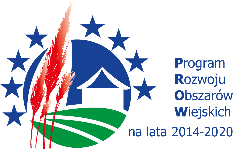 Program
Rozwoju
Obszarów
Wiejskich
na lata 2014-2020